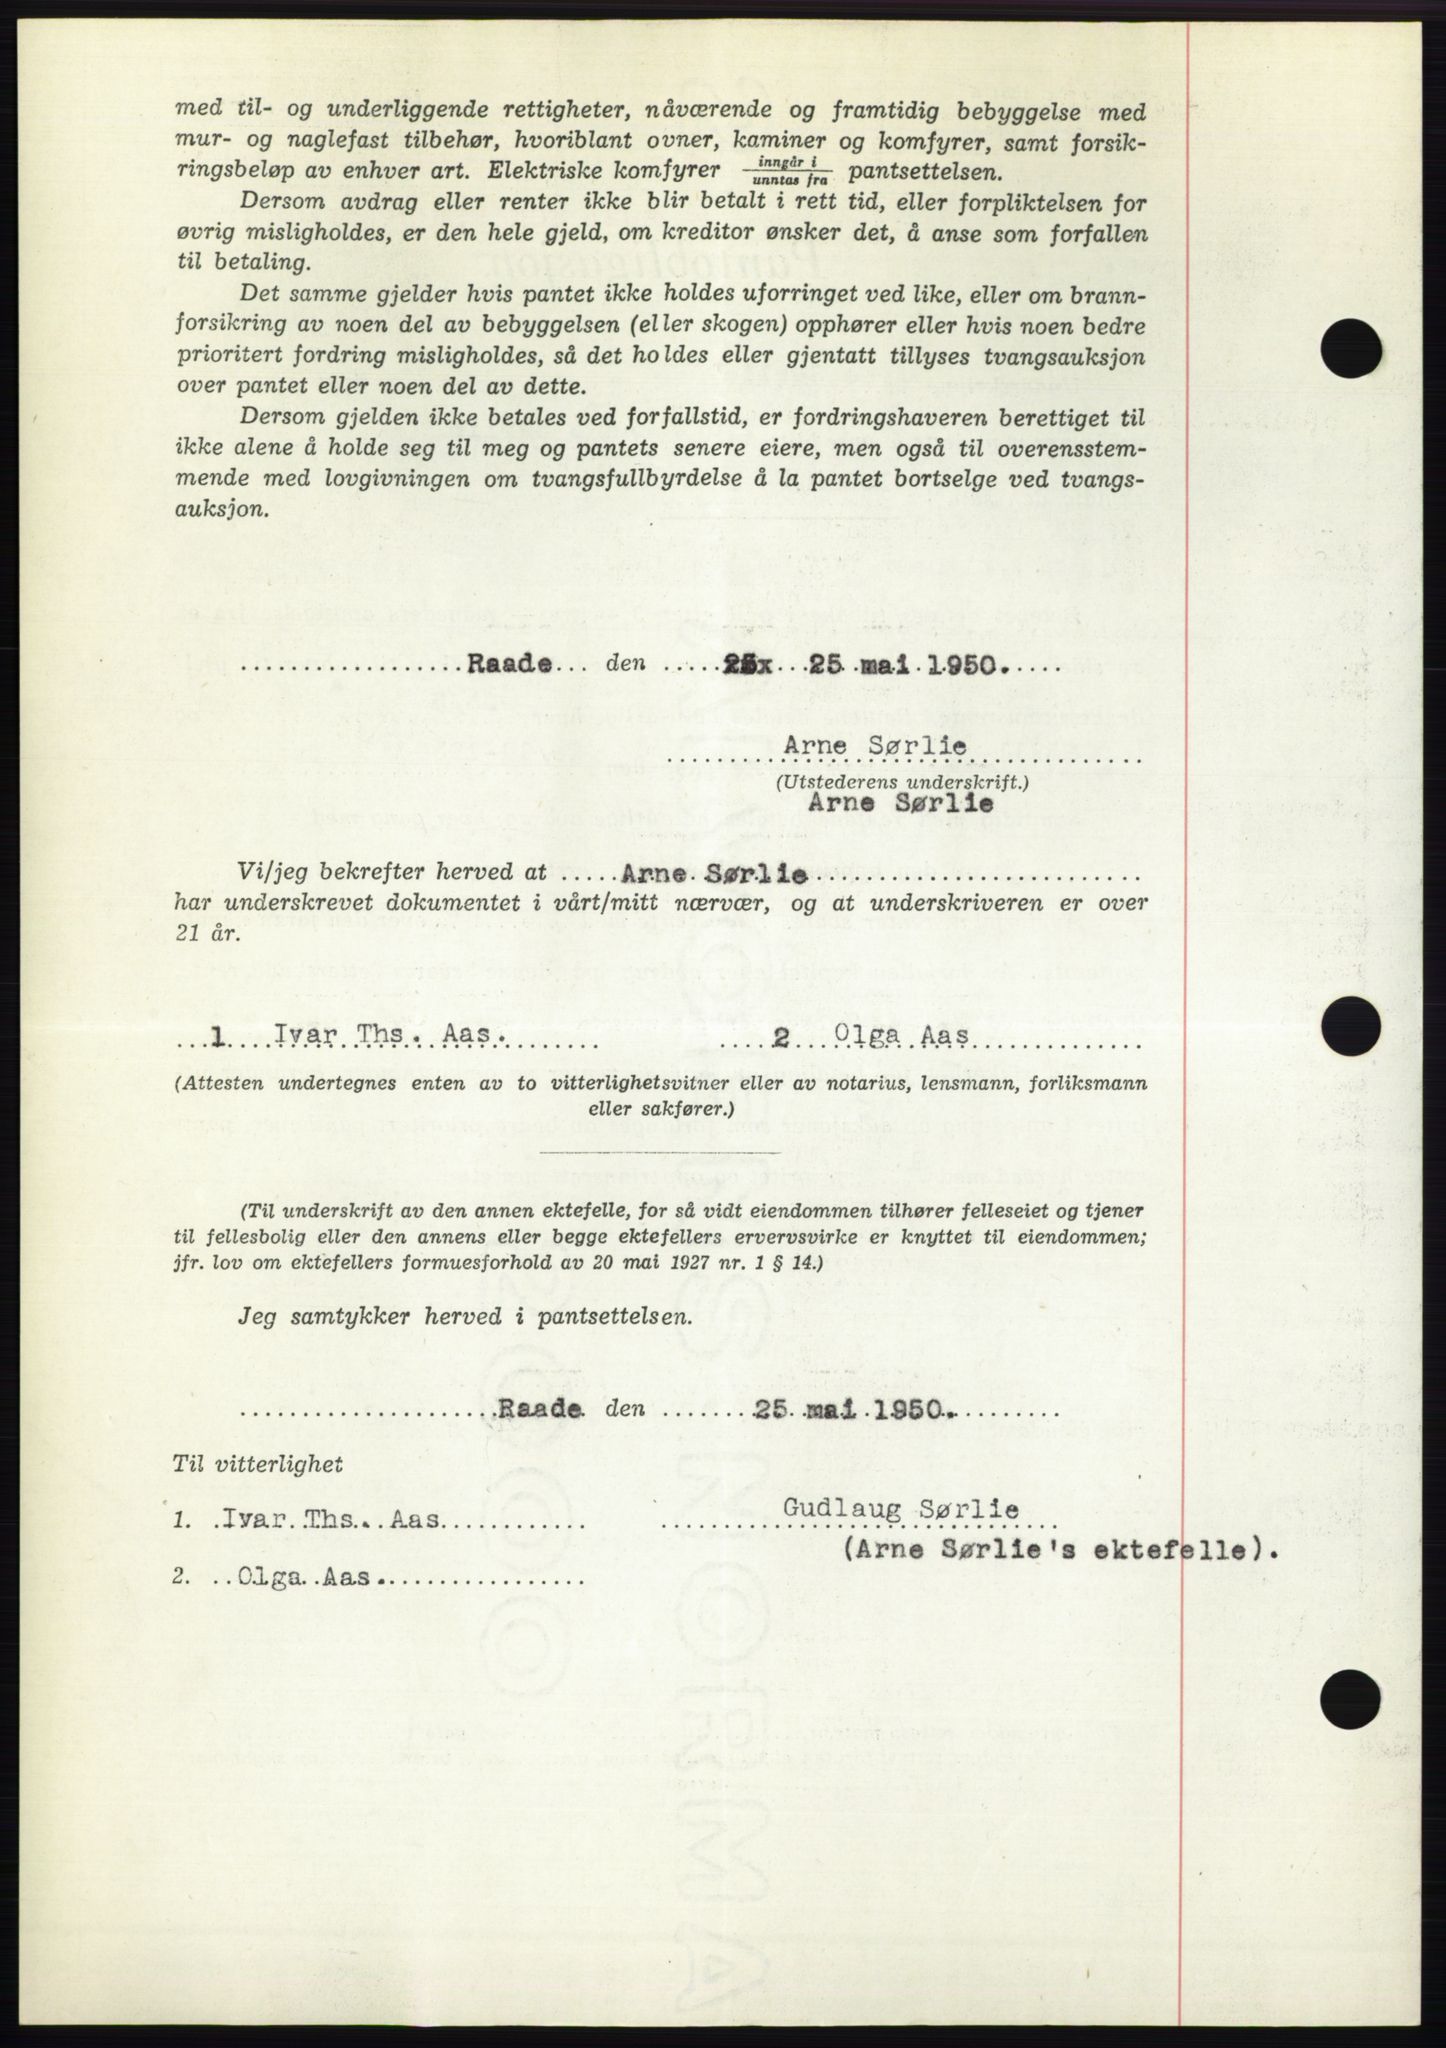 med til- og underliggende rettigheter, nåværende og framtidig bebyggelse med
mur- og naglefast tilbehør, hvoriblant ovner, kaminer og komfyrer, samt forsik-
ringsbeløp av enhver art. Elektriske komfyrer inngår i / unntas fra pantsettelsen.
Dersom avdrag eller renter ikke blir betalt i rett tid, eller forpliktelsen for
øvrig misligholdes, er den hele gjeld, om kreditor ønsker det, å anse som forfallen
til betaling.
Det samme gjelder hvis pantet ikke holdes uforringet ved like, eller om brann-
forsikring av noen del av bebyggelsen (eller skogen) opphører eller hvis noen bedre
prioritert fordring misligholdes, så det holdes eller gjentatt tillyses tvangsauksjon
over pantet eller noen del av dette.
Dersom gjelden ikke betales ved forfallstid, er fordringshaveren berettiget til
ikke alene å holde seg til meg og pantets senere eiere, men også til overensstem-
mende med lovgivningen om tvangsfullbyrdelse å la pantet bortselge ved tvangs-
auksjon.
Raade den 25 mai 1950.
Arne Sørlie
(Utstederens underskrift.)
Arne Sørlie
Vi/jeg bekrefter herved at Arne Sørlie
har underskrevet dokumentet i vårt/mitt nærvær, og at underskriveren er over
21 år.
1 Ivar Ths. Aas. 2 Olga Aas
(Attesten undertegnes enten av to vitterlighetsvitner eller av notarius, lensmann, forliksmann
eller sakfører.)
(Til underskrift av den annen ektefelle, for så vidt eiendommen tilhører felleseiet og tjener
til fellesbolig eller den annens eller begge ektefellers ervervsvirke er knyttet til eiendommen;
jfr. lov om ektefellers formuesforhold av 20 mai 1927 nr. 1 § 14.)
Jeg samtykker herved i pantsettelsen.
Raade den 25 mai 1950.
Til vitterlighet
1. Ivar Ths. Aas
Gudlaug Sørlie
(Arne Sørlie's ektefelle).
2. Olga Aas.